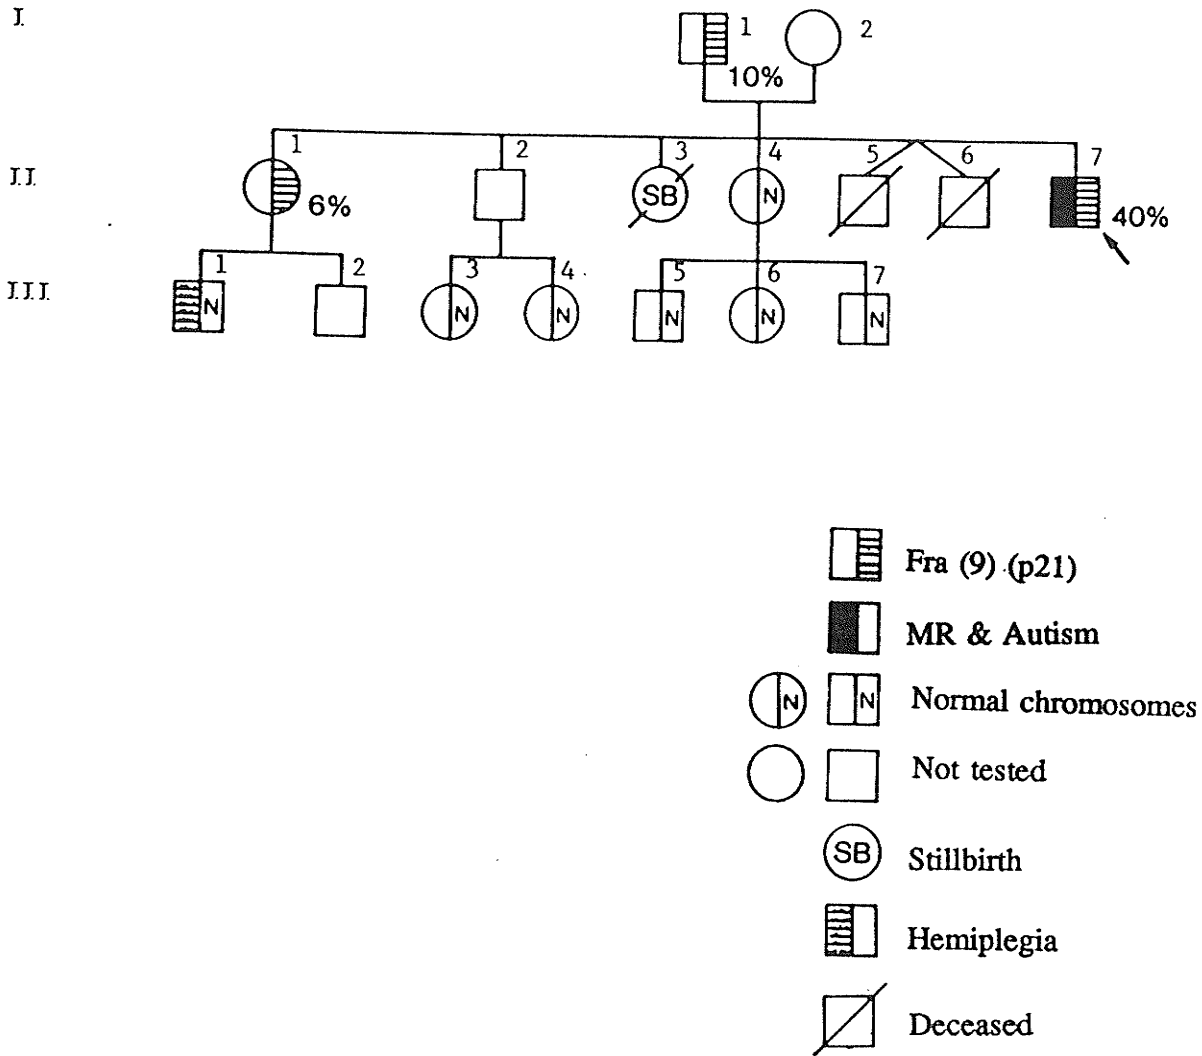 I.
1 2
10%
II.
1 2 3 4 5 6 7
SB N
6% 40%
III.
1 2 3 4 5 6 7
N N N N N N
Fra (9) (p21)
MR & Autism
N N Normal chromosomes
Not tested
SB Stillbirth
Hemiplegia
Deceased